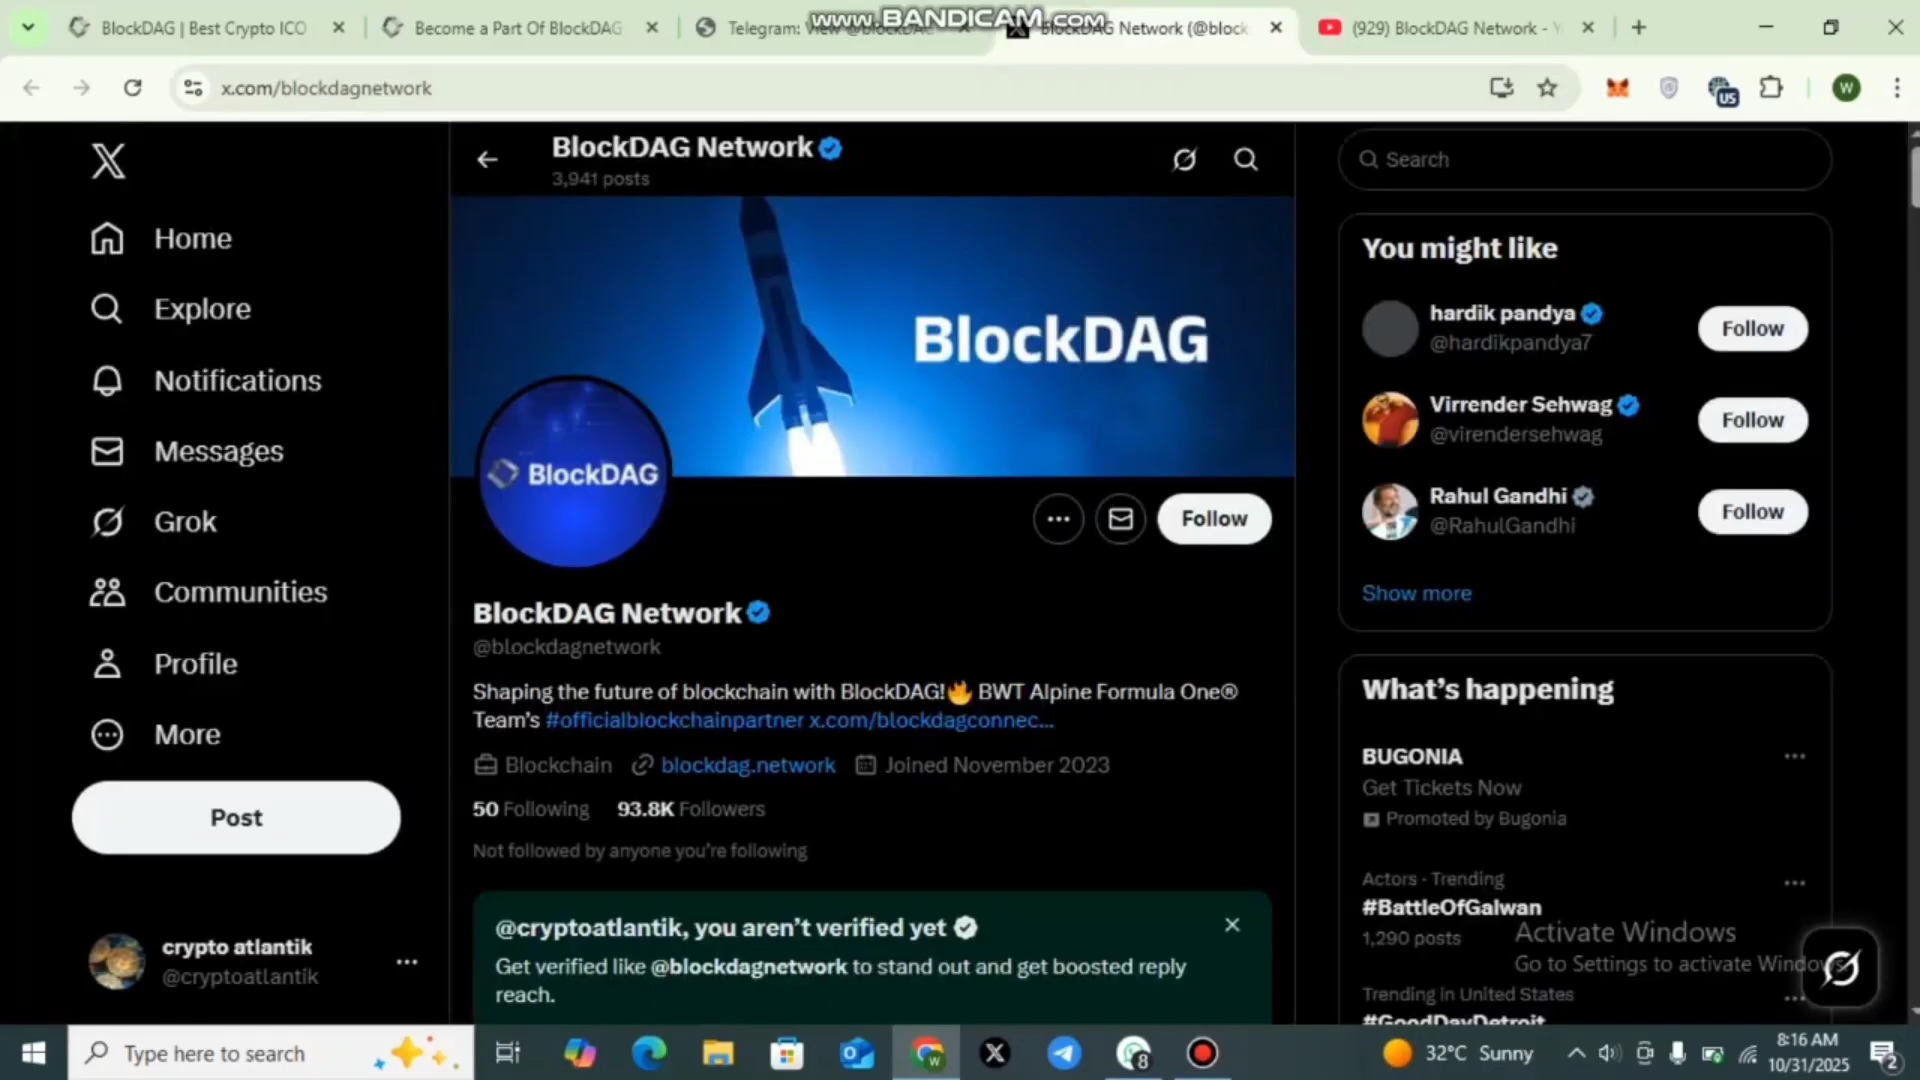 BlockDAG | Best Crypto ICO
Become a Part Of BlockDAG
Telegram: View @blockDAG
BlockDAG Network (@block
(929) BlockDAG Network - Y
www.BANDICAM.com
x.com/blockdagnetwork
US
W
BlockDAG Network
3,941 posts
Search
Home
Explore
Notifications
Messages
Grok
Communities
Profile
More
Post
crypto atlantik
@cryptoatlantik
BlockDAG
BlockDAG
Follow
BlockDAG Network
@blockdagnetwork
Shaping the future of blockchain with BlockDAG!🔥 BWT Alpine Formula One®
Team's #officialblockchainpartner x.com/blockdagconnec...
Blockchain blockdag.network Joined November 2023
50 Following 93.8K Followers
Not followed by anyone you're following
@cryptoatlantik, you aren't verified yet
Get verified like @blockdagnetwork to stand out and get boosted reply
reach.
You might like
hardik pandya
@hardikpandya7
Follow
Virrender Sehwag
@virendersehwag
Follow
Rahul Gandhi
@RahulGandhi
Follow
Show more
What's happening
BUGONIA
Get Tickets Now
Promoted by Bugonia
Actors · Trending
#BattleOfGalwan
1,290 posts
Trending in United States
#GoodDayDetroit
Activate Windows
Go to Settings to activate Windows.
Type here to search
W
8
32°C Sunny
8:16 AM
10/31/2025
2